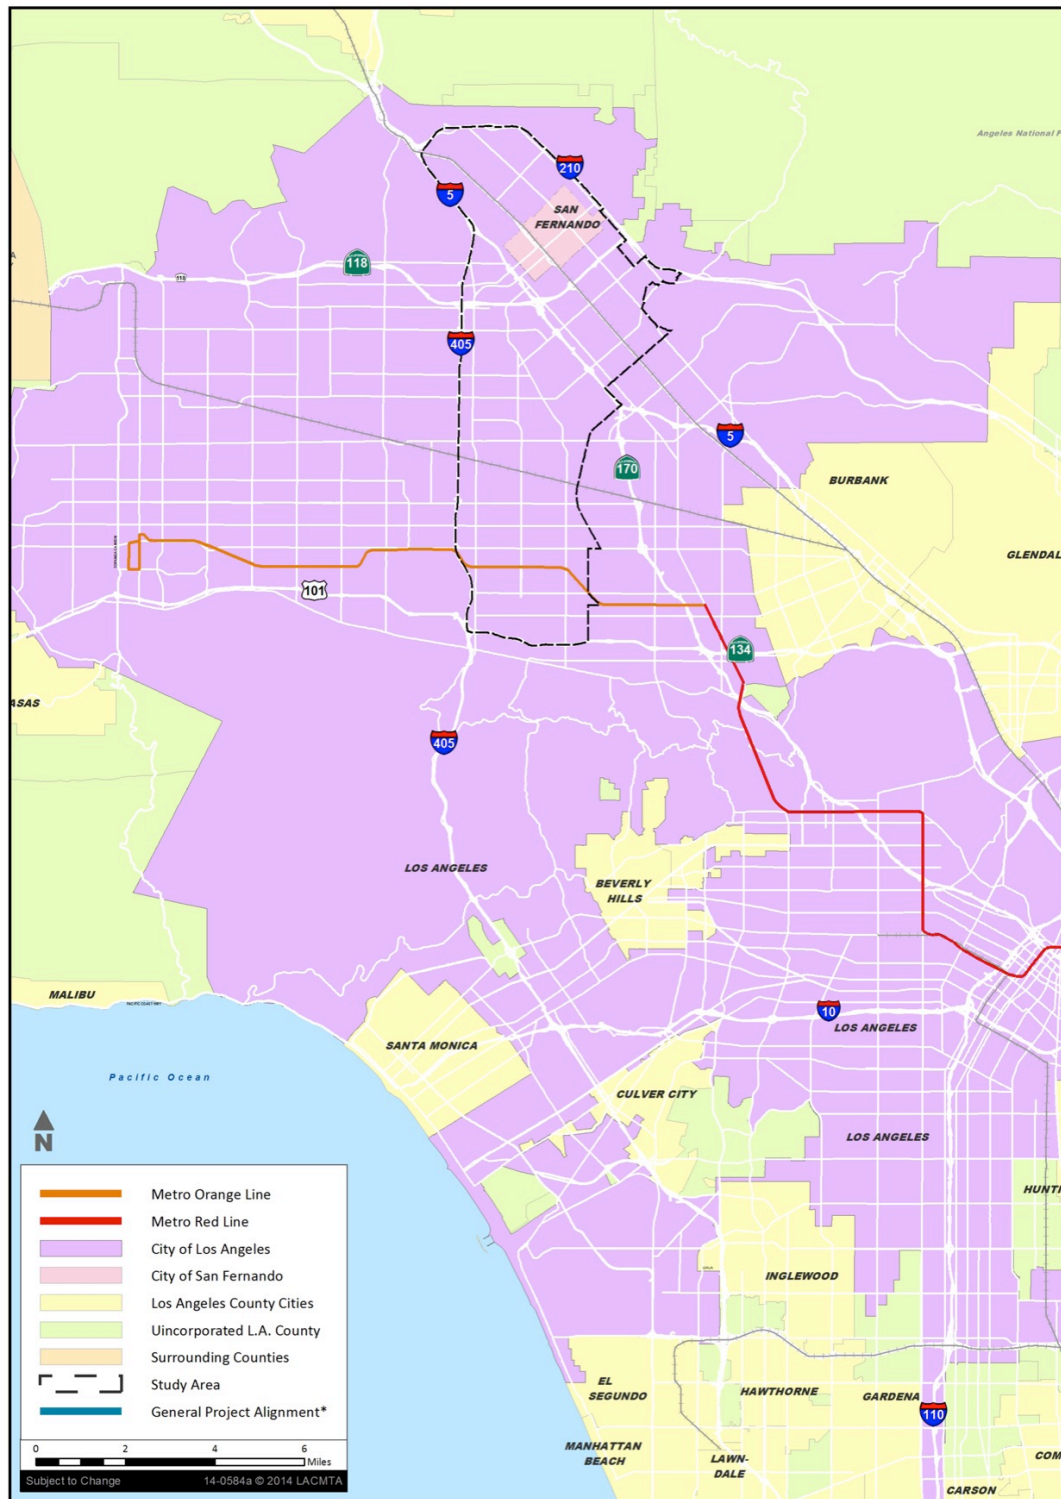 Angeles National F
210
5
SAN
FERNANDO
118
118
405
5
170
BURBANK
GLENDAL
101
134
ASAS
405
LOS ANGELES
BEVERLY
HILLS
MALIBU
PACIFIC COAST HWY
10
LOS ANGELES
SANTA MONICA
Pacific Ocean
CULVER CITY
N
LOS ANGELES
HUNTI
INGLEWOOD
EL
SEGUNDO
HAWTHORNE
GARDENA
110
MANHATTAN
BEACH
LAWN-
DALE
COM
CARSON
Metro Orange Line
Metro Red Line
City of Los Angeles
City of San Fernando
Los Angeles County Cities
Uincorporated L.A. County
Surrounding Counties
Study Area
General Project Alignment*
0 2 4 6
Miles
Subject to Change 14-0584a © 2014 LACMTA